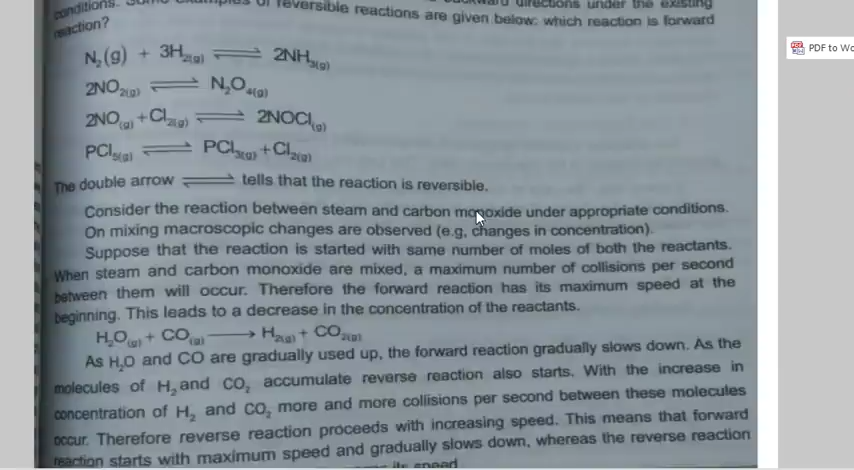 conditions. Some examples of reversible reactions are given below: which reaction is forward
reaction?
directions under the existing
N₂(g) + 3H₂(g) ⇌ 2NH₃(g)
2NO₂(g) ⇌ N₂O₄(g)
2NO(g) + Cl₂(g) ⇌ 2NOCl(g)
PCl₅(g) ⇌ PCl₃(g) + Cl₂(g)
The double arrow ⇌ tells that the reaction is reversible.
Consider the reaction between steam and carbon monoxide under appropriate conditions.
On mixing macroscopic changes are observed (e.g, changes in concentration).
Suppose that the reaction is started with same number of moles of both the reactants.
When steam and carbon monoxide are mixed, a maximum number of collisions per second
between them will occur. Therefore the forward reaction has its maximum speed at the
beginning. This leads to a decrease in the concentration of the reactants.
H₂O(g) + CO(g) ⟶ H₂(g) + CO₂(g)
As H₂O and CO are gradually used up, the forward reaction gradually slows down. As the
molecules of H₂ and CO₂ accumulate reverse reaction also starts. With the increase in
concentration of H₂ and CO₂ more and more collisions per second between these molecules
occur. Therefore reverse reaction proceeds with increasing speed. This means that forward
reaction starts with maximum speed and gradually slows down, whereas the reverse reaction
its speed
PDF to Wo